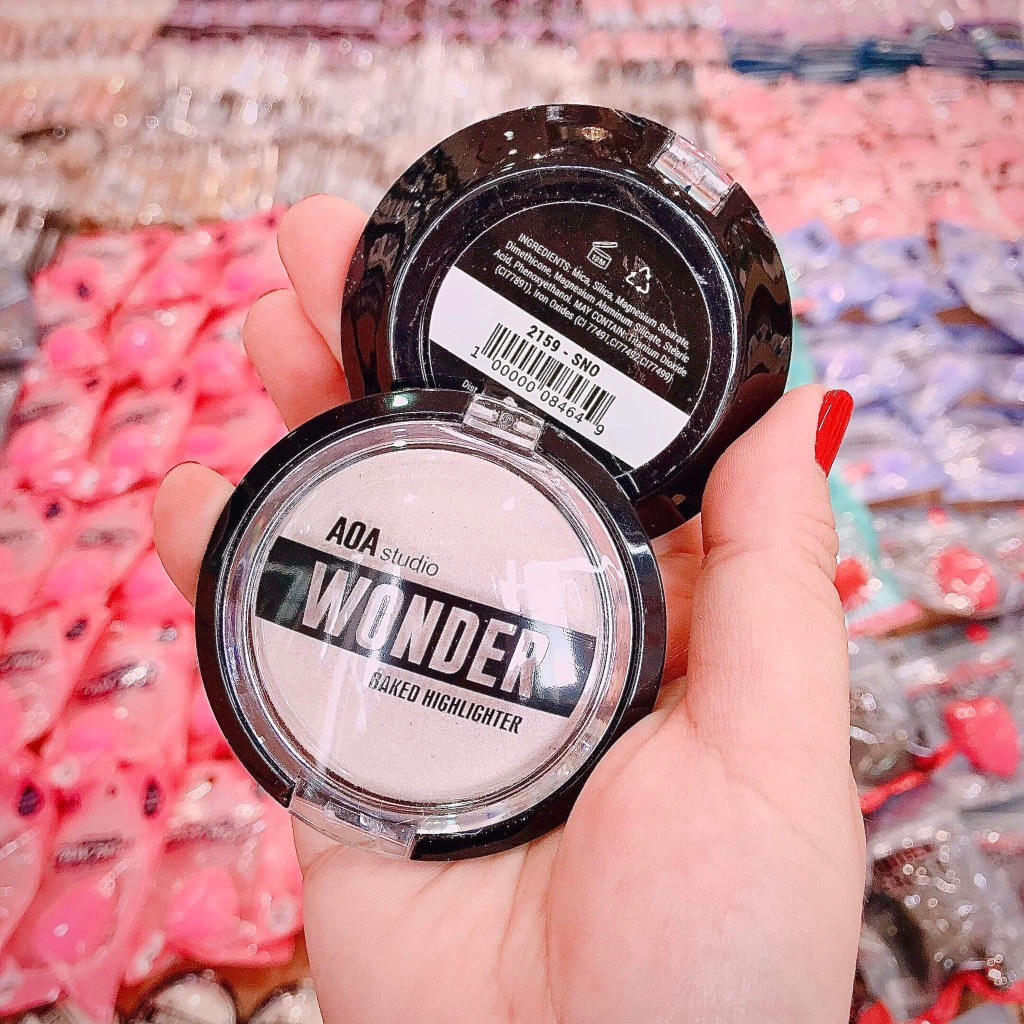 12M
INGREDIENTS: Mica, Silica, Magnesium Stearate,
Dimethicone, Magnesium Aluminum Silicate, Stearic
Acid, Phenoxyethanol. MAY CONTAIN: Titanium Dioxide
(CI77891), Iron Oxides (CI 77491,CI77492,CI77499)
2159 - SNO
1 00000 08464 9
AOA studio
WONDER
BAKED HIGHLIGHTER